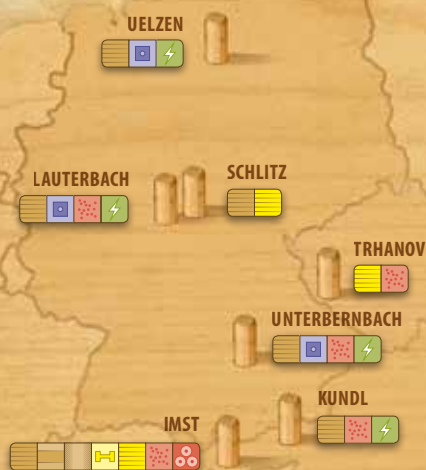 UELZEN
LAUTERBACH
SCHLITZ
TRHANOV
UNTERBERNBACH
KUNDL
IMST